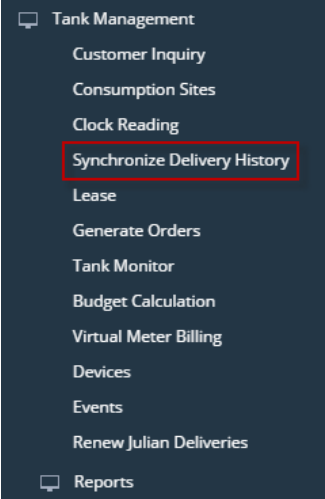 Tank Management
Customer Inquiry
Consumption Sites
Clock Reading
Synchronize Delivery History
Lease
Generate Orders
Tank Monitor
Budget Calculation
Virtual Meter Billing
Devices
Events
Renew Julian Deliveries
Reports